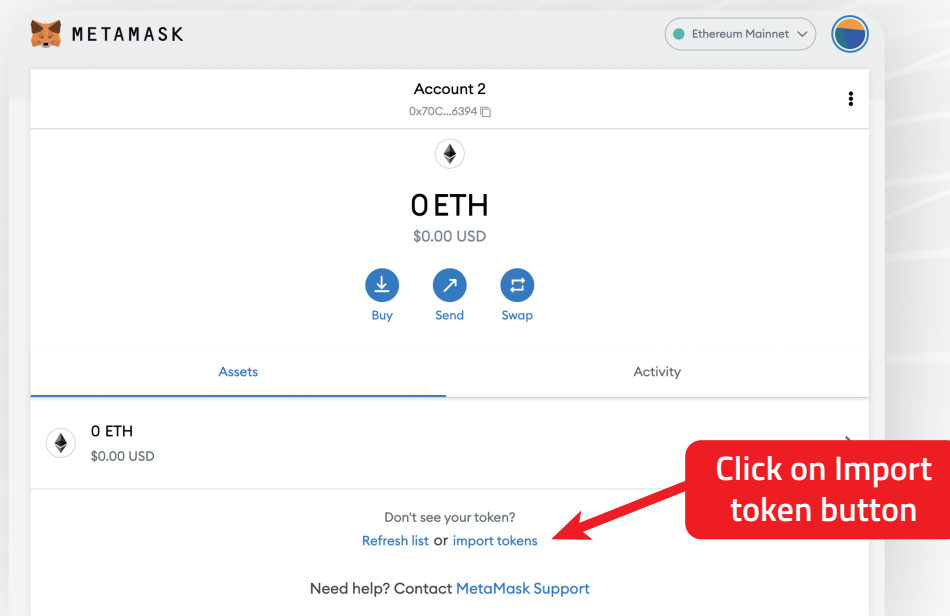 METAMASK
Ethereum Mainnet
Account 2
0x70C...6394
0 ETH
$0.00 USD
Buy
Send
Swap
Assets
Activity
0 ETH
$0.00 USD
Click on Import
token button
Don't see your token?
Refresh list or import tokens
Need help? Contact MetaMask Support